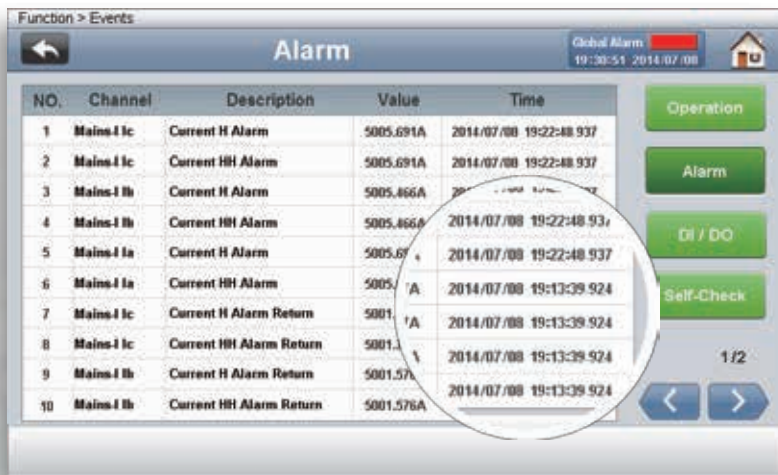 Function > Events
Alarm
Global Alarm
19:30:51 2014/07/08
NO. Channel Description Value Time
1 Mains-I Ic Current H Alarm 5005.691A 2014/07/08 19:22:48.937
2 Mains-I Ic Current HH Alarm 5005.691A 2014/07/08 19:22:48.937
3 Mains-I Ib Current H Alarm 5005.466A
4 Mains-I Ib Current HH Alarm 5005.466A 2014/07/08 19:22:48.937
5 Mains-I Ia Current H Alarm 2014/07/08 19:22:48.937
6 Mains-I Ia Current HH Alarm 2014/07/08 19:13:39.924
7 Mains-I Ic Current H Alarm Return 2014/07/08 19:13:39.924
8 Mains-I Ic Current HH Alarm Return 2014/07/08 19:13:39.924
9 Mains-I Ib Current H Alarm Return 2014/07/08 19:13:39.924
10 Mains-I Ib Current HH Alarm Return 5001.576A
Operation
Alarm
DI / DO
Self-Check
1/2